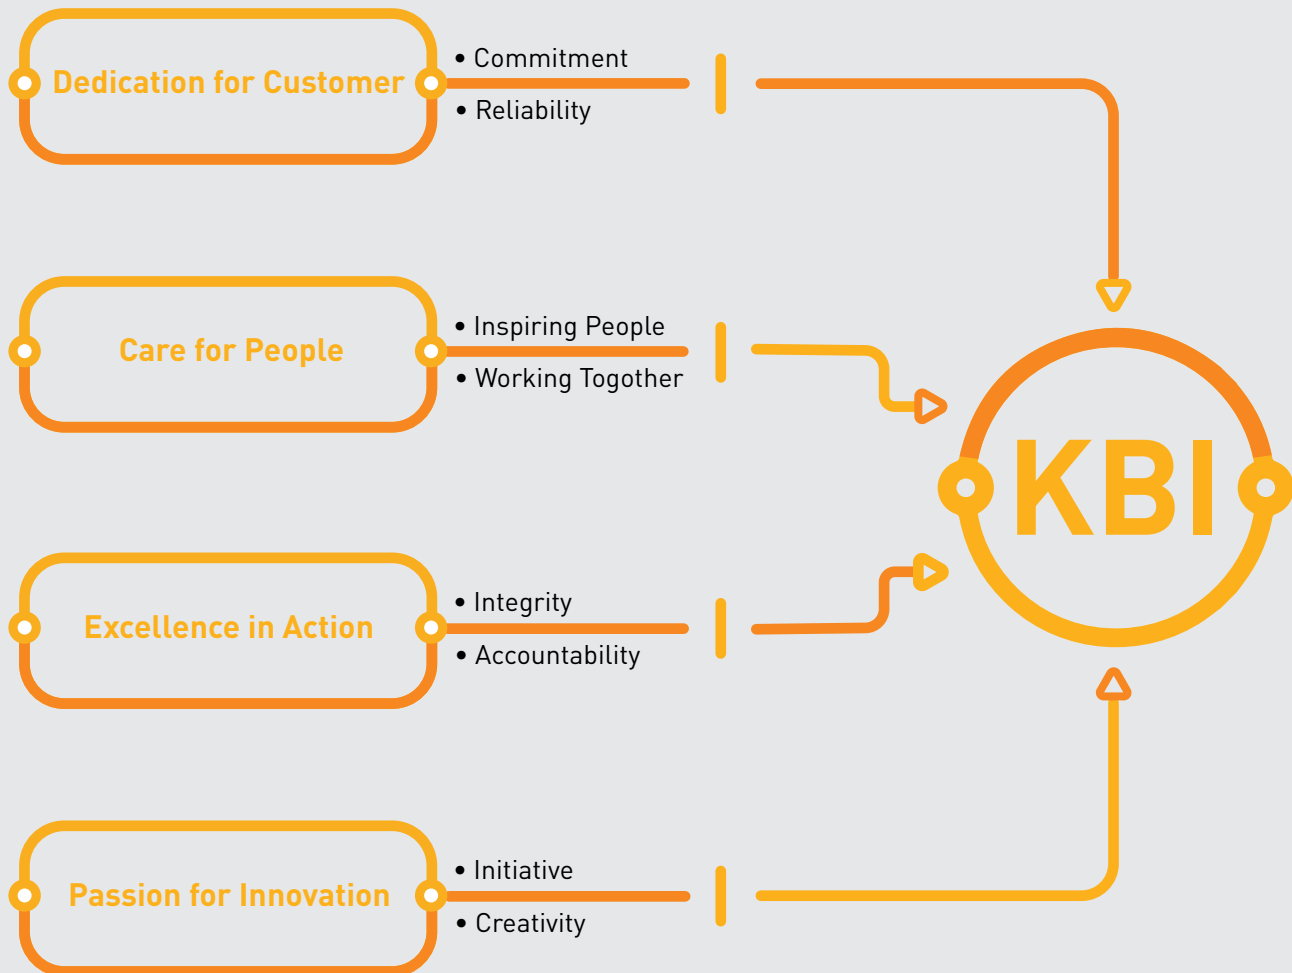 Dedication for Customer
• Commitment
• Reliability
Care for People
• Inspiring People
• Working Togother
KBI
Excellence in Action
• Integrity
• Accountability
Passion for Innovation
• Initiative
• Creativity